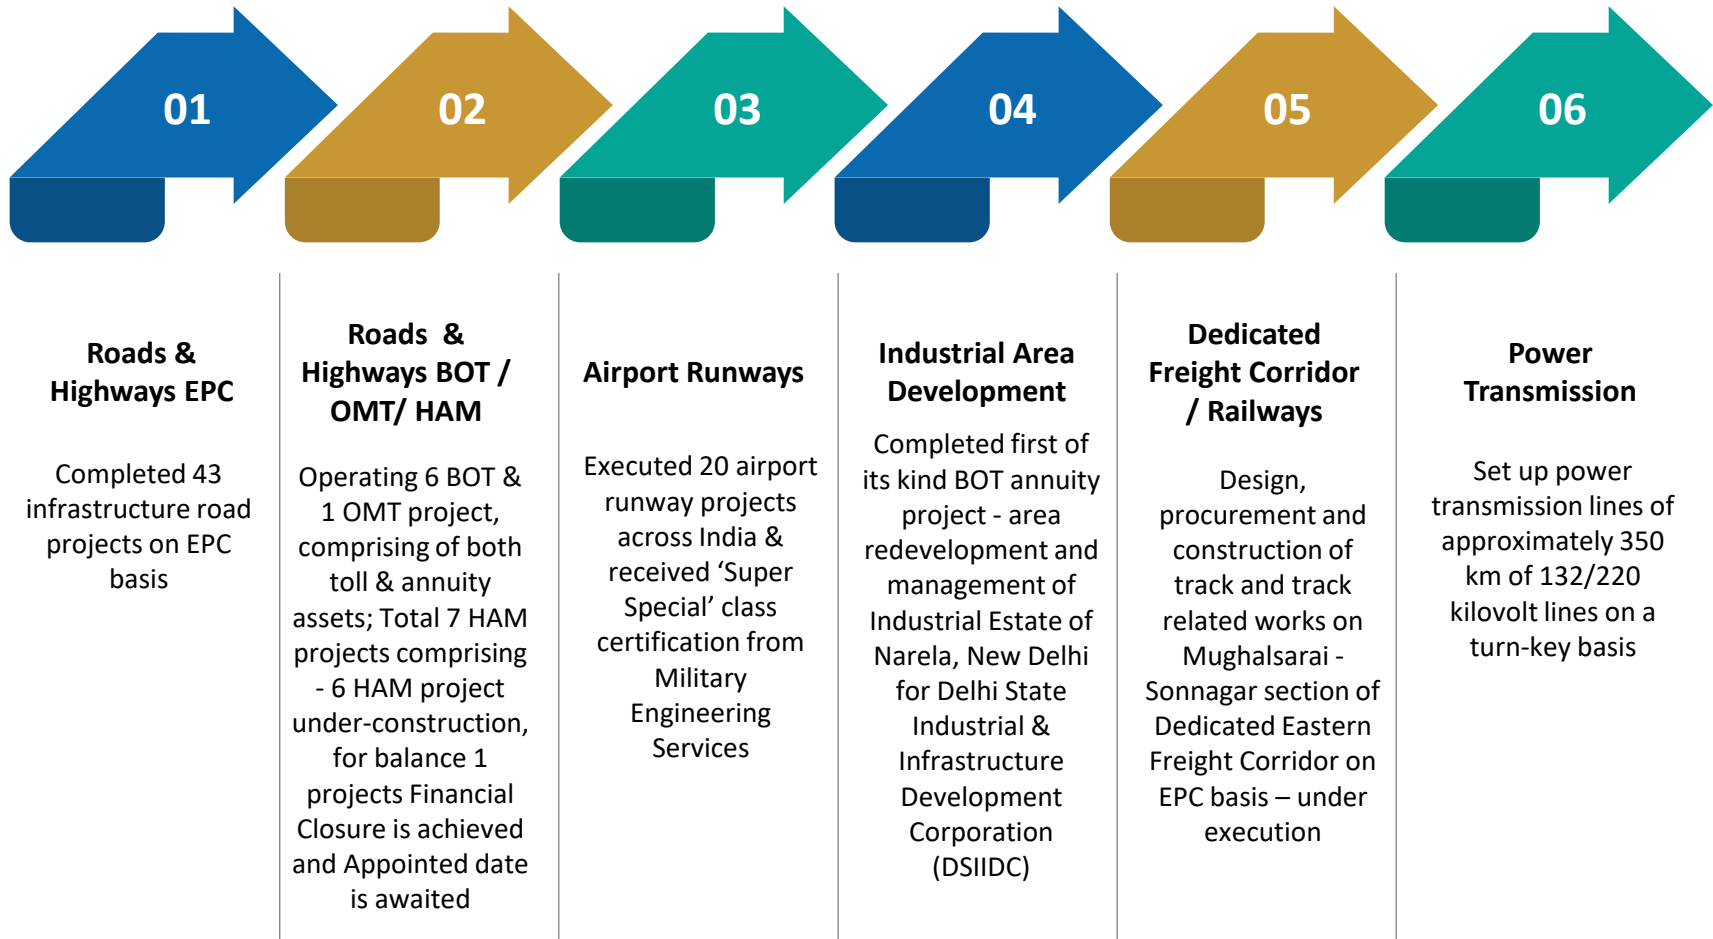 01
02
03
04
05
06
Roads &
Highways EPC
Completed 43
infrastructure road
projects on EPC
basis
Roads  &
Highways BOT /
OMT/ HAM
Operating 6 BOT &
1 OMT project,
comprising of both
toll & annuity
assets; Total 7 HAM
projects comprising
- 6 HAM project
under-construction,
for balance 1
projects Financial
Closure is achieved
and Appointed date
is awaited
Airport Runways
Executed 20 airport
runway projects
across India &
received ‘Super
Special’ class
certification from
Military
Engineering
Services
Industrial Area
Development
Completed first of
its kind BOT annuity
project - area
redevelopment and
management of
Industrial Estate of
Narela, New Delhi
for Delhi State
Industrial &
Infrastructure
Development
Corporation
(DSIIDC)
Dedicated
Freight Corridor
/ Railways
Design,
procurement and
construction of
track and track
related works on
Mughalsarai -
Sonnagar section of
Dedicated Eastern
Freight Corridor on
EPC basis – under
execution
Power
Transmission
Set up power
transmission lines of
approximately 350
km of 132/220
kilovolt lines on a
turn-key basis